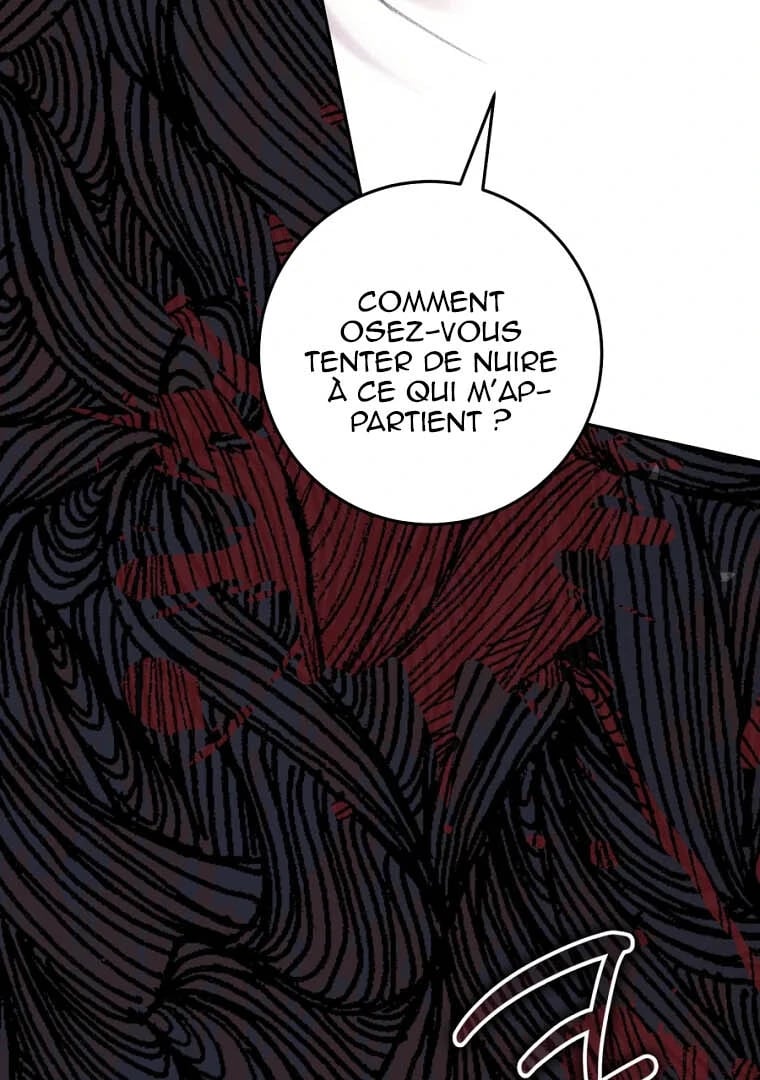 COMMENT
OSEZ-VOUS
TENTER DE NUIRE
À CE QUI M'AP-
PARTIENT ?